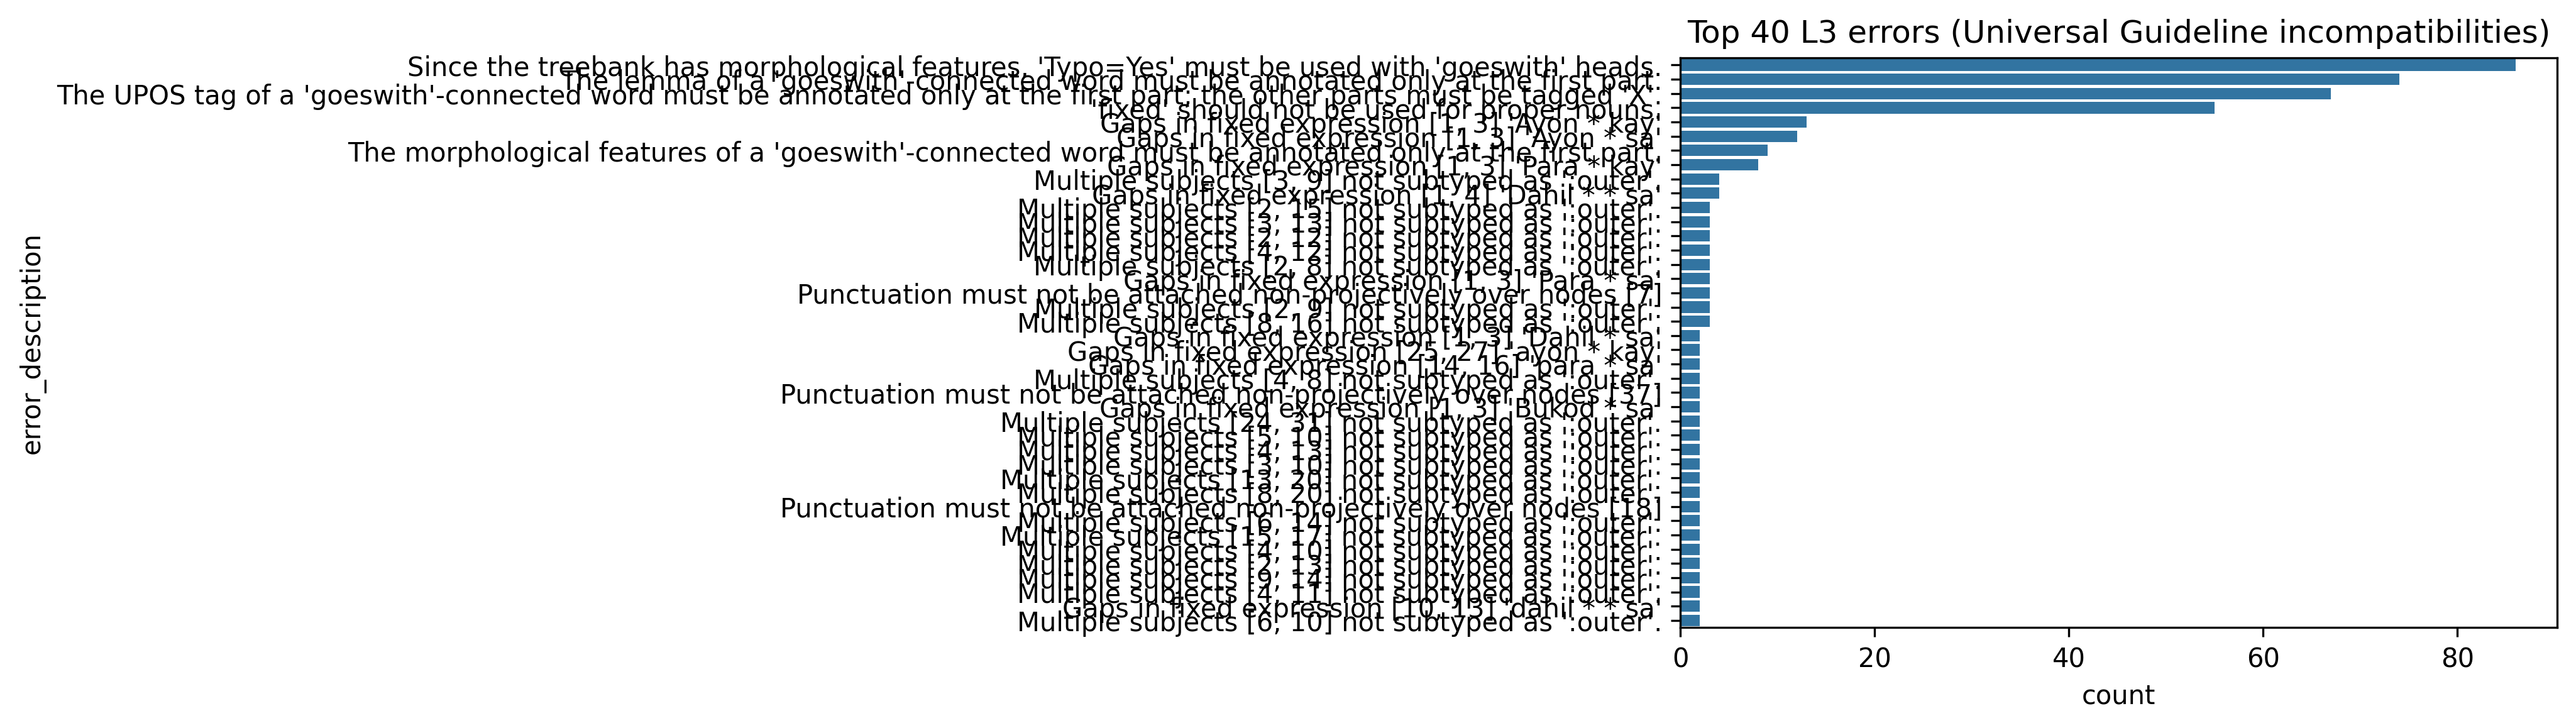 Top 40 L3 errors (Universal Guideline incompatibilities)
Since the treebank has morphological features, 'Typo=Yes' must be used with 'goeswith' heads.
The lemma of a 'goeswith'-connected word must be annotated only at the first part.
The UPOS tag of a 'goeswith'-connected word must be annotated only at the first part; the other parts must be tagged 'X'.
'fixed' should not be used for proper nouns.
Gaps in fixed expression [1, 3] 'Ayon * kay'
Gaps in fixed expression [1, 3] 'Ayon * sa'
The morphological features of a 'goeswith'-connected word must be annotated only at the first part.
Gaps in fixed expression [1, 3] 'Para * kay'
Multiple subjects [3, 9] not subtyped as ':outer'.
Gaps in fixed expression [1, 4] 'Dahil * * sa'
Multiple subjects [2, 15] not subtyped as ':outer'.
Multiple subjects [3, 13] not subtyped as ':outer'.
Multiple subjects [2, 12] not subtyped as ':outer'.
Multiple subjects [4, 12] not subtyped as ':outer'.
Multiple subjects [2, 8] not subtyped as ':outer'.
Gaps in fixed expression [1, 3] 'Para * sa'
Punctuation must not be attached non-projectively over nodes [7]
Multiple subjects [2, 9] not subtyped as ':outer'.
Multiple subjects [8, 16] not subtyped as ':outer'.
Gaps in fixed expression [1, 3] 'Dahil * sa'
Gaps in fixed expression [25, 27] 'ayon * kay'
Gaps in fixed expression [14, 16] 'para * sa'
Multiple subjects [4, 8] not subtyped as ':outer'.
Punctuation must not be attached non-projectively over nodes [37]
Gaps in fixed expression [1, 3] 'Bukod * sa'
Multiple subjects [24, 31] not subtyped as ':outer'.
Multiple subjects [5, 10] not subtyped as ':outer'.
Multiple subjects [4, 13] not subtyped as ':outer'.
Multiple subjects [3, 10] not subtyped as ':outer'.
Multiple subjects [13, 20] not subtyped as ':outer'.
Multiple subjects [8, 20] not subtyped as ':outer'.
Punctuation must not be attached non-projectively over nodes [18]
Multiple subjects [6, 14] not subtyped as ':outer'.
Multiple subjects [15, 17] not subtyped as ':outer'.
Multiple subjects [4, 10] not subtyped as ':outer'.
Multiple subjects [2, 13] not subtyped as ':outer'.
Multiple subjects [9, 14] not subtyped as ':outer'.
Multiple subjects [4, 11] not subtyped as ':outer'.
Gaps in fixed expression [10, 13] 'dahil * * sa'
Multiple subjects [6, 10] not subtyped as ':outer'.
error_description
0 20 40 60 80
count